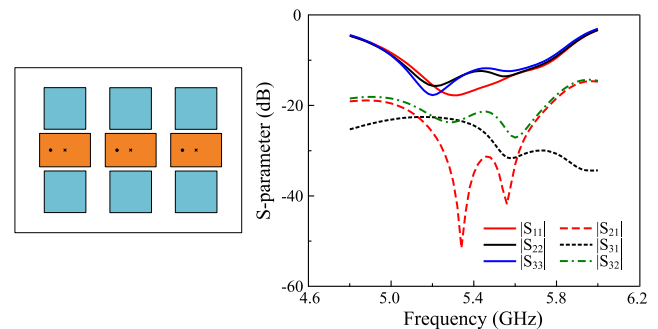 0
-20
-40
-60
S-parameter (dB)
|S₁₁| |S₂₁|
|S₂₂| |S₃₁|
|S₃₃| |S₃₂|
4.6 5.0 5.4 5.8 6.2
Frequency (GHz)